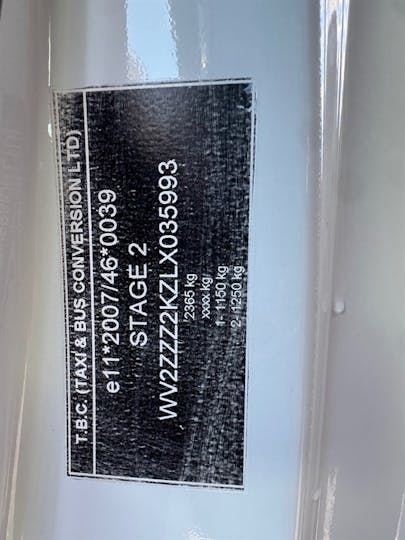 T.B.C. (TAXI & BUS CONVERSION LTD)
e11*2007/46*0039
STAGE 2
WV2ZZZ2KZLX035993
2365 kg
xxxx kg
1- 1150 kg
2- 1250 kg